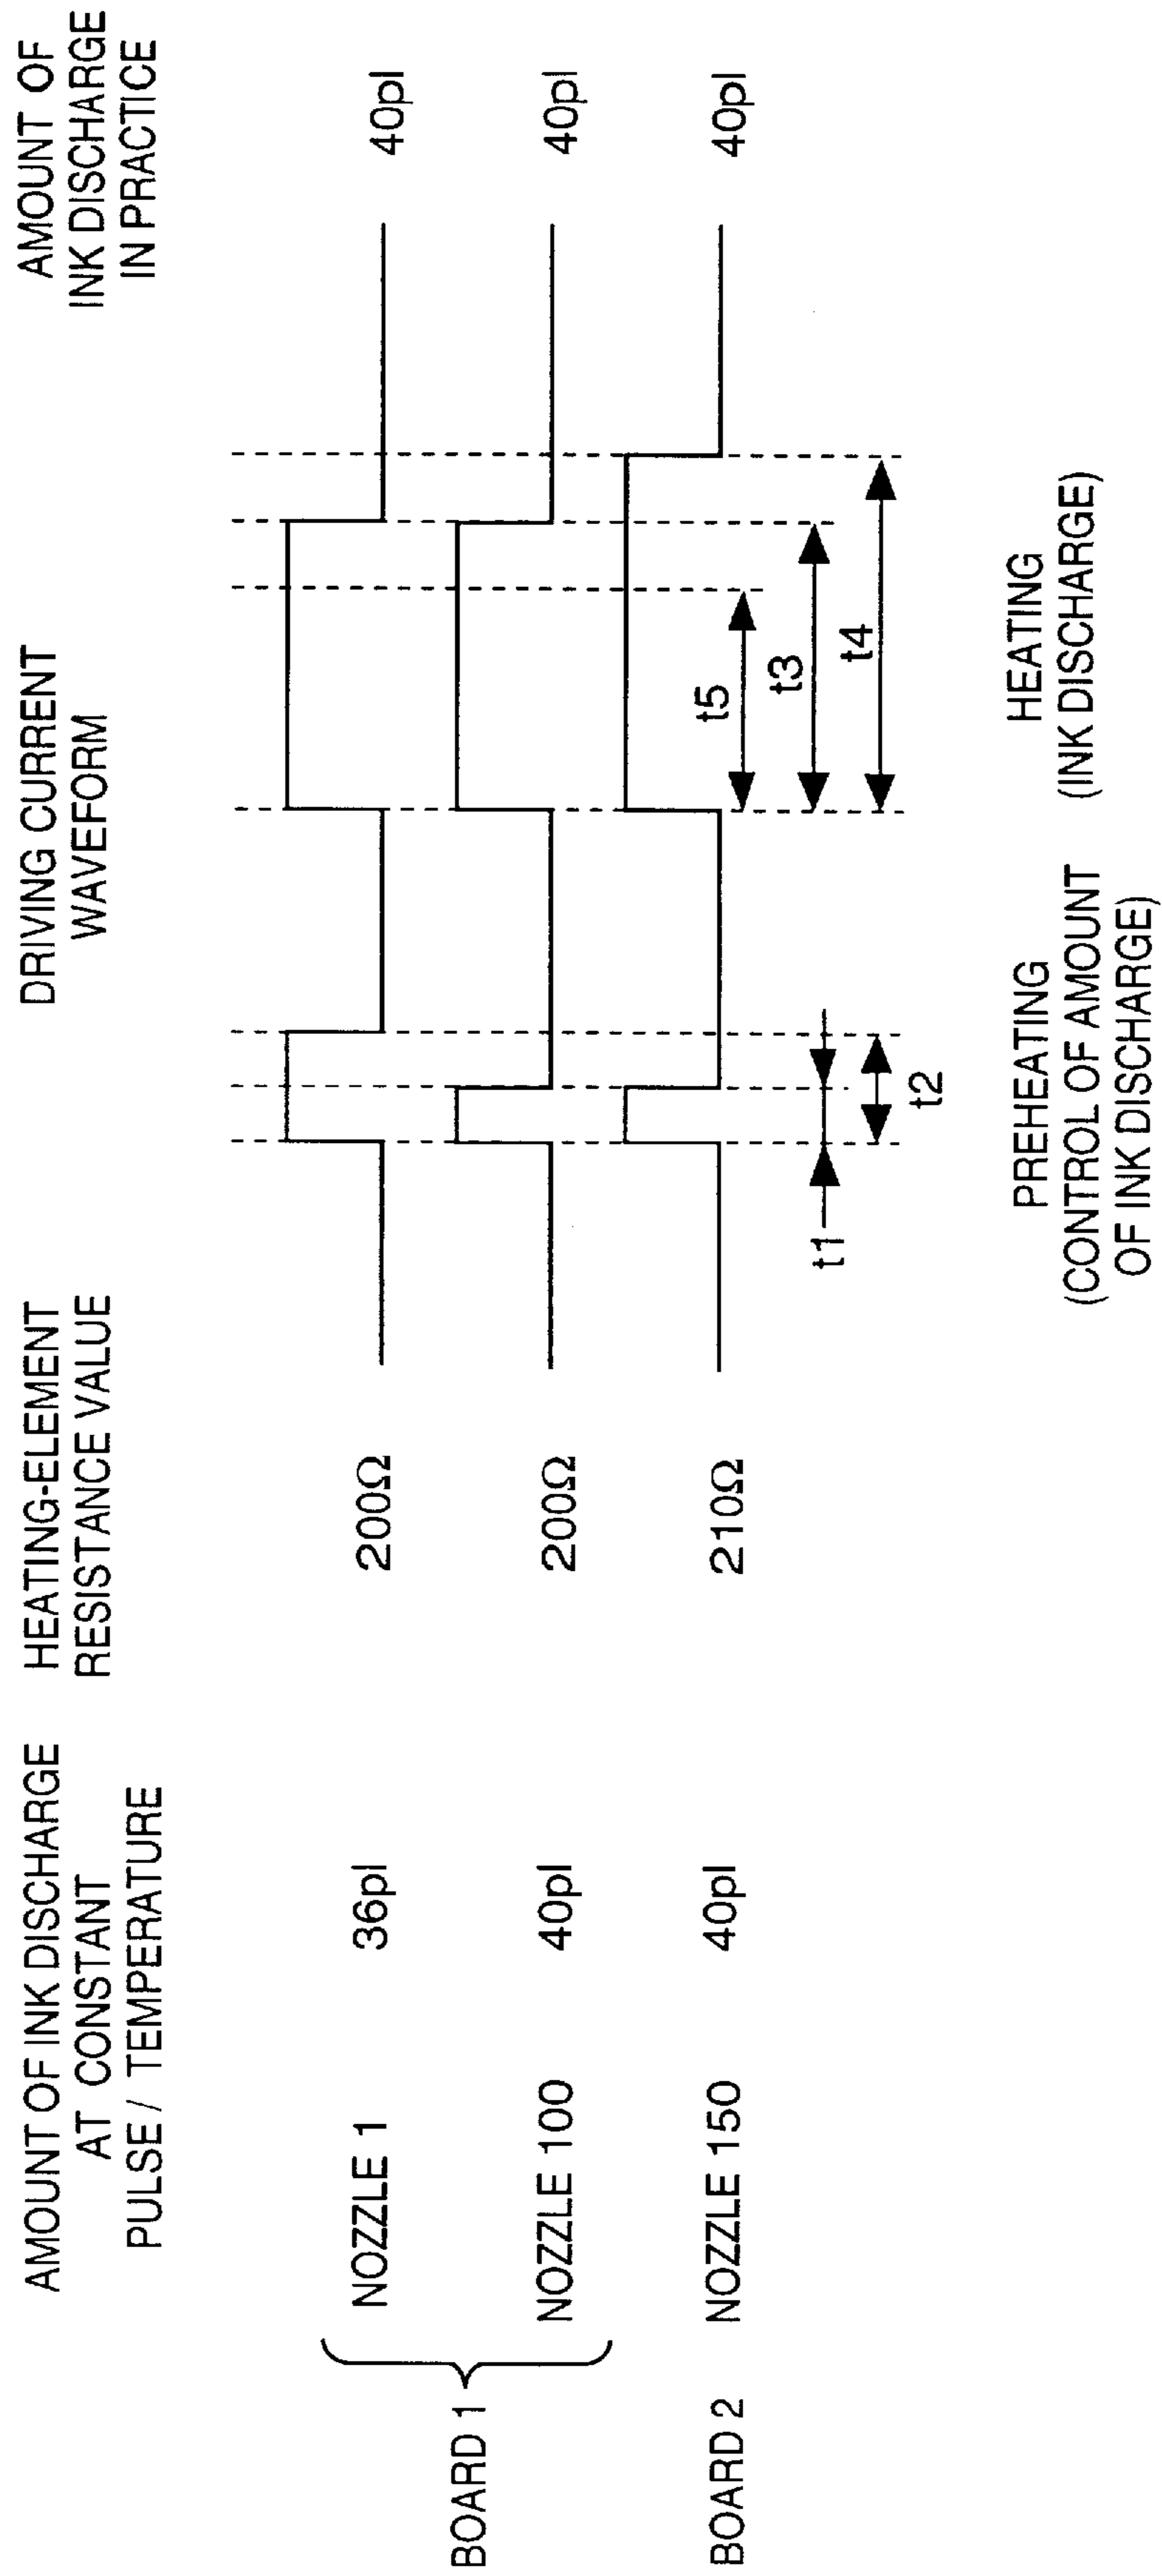 AMOUNT OF INK DISCHARGE
AT CONSTANT
PULSE / TEMPERATURE
HEATING-ELEMENT
RESISTANCE VALUE
DRIVING CURRENT
WAVEFORM
AMOUNT OF
INK DISCHARGE
IN PRACTICE
BOARD 1
NOZZLE 1
36pl
200Ω
40pl
NOZZLE 100
40pl
200Ω
40pl
BOARD 2
NOZZLE 150
40pl
210Ω
40pl
t1
t2
t5
t3
t4
PREHEATING
(CONTROL OF AMOUNT
OF INK DISCHARGE)
HEATING
(INK DISCHARGE)